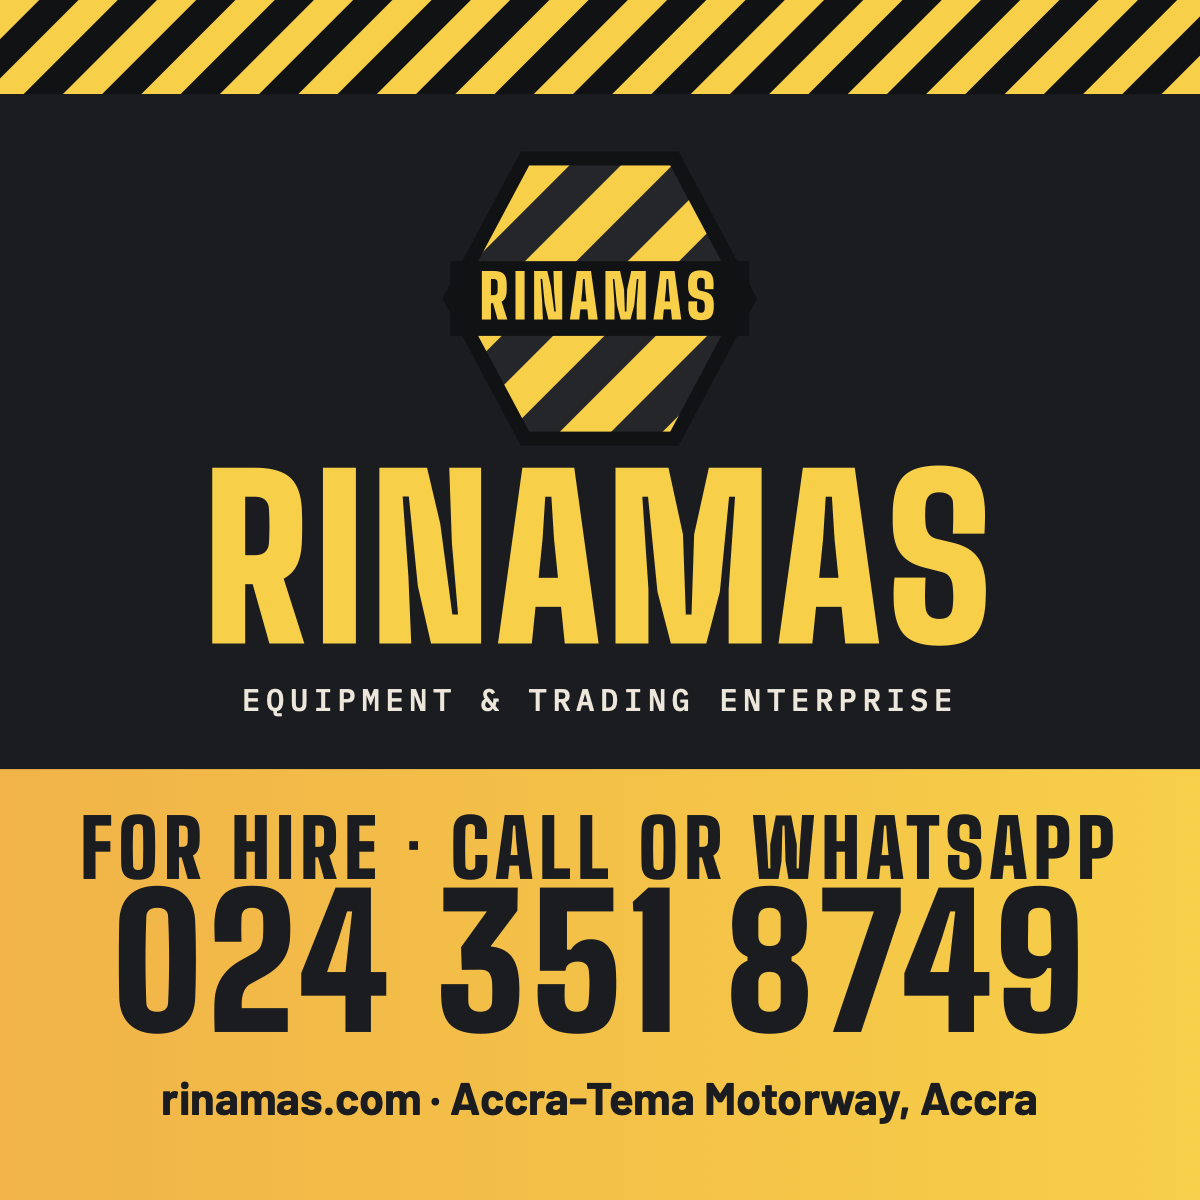 RINAMAS
RINAMAS
EQUIPMENT & TRADING ENTERPRISE
FOR HIRE · CALL OR WHATSAPP
024 351 8749
rinamas.com · Accra-Tema Motorway, Accra